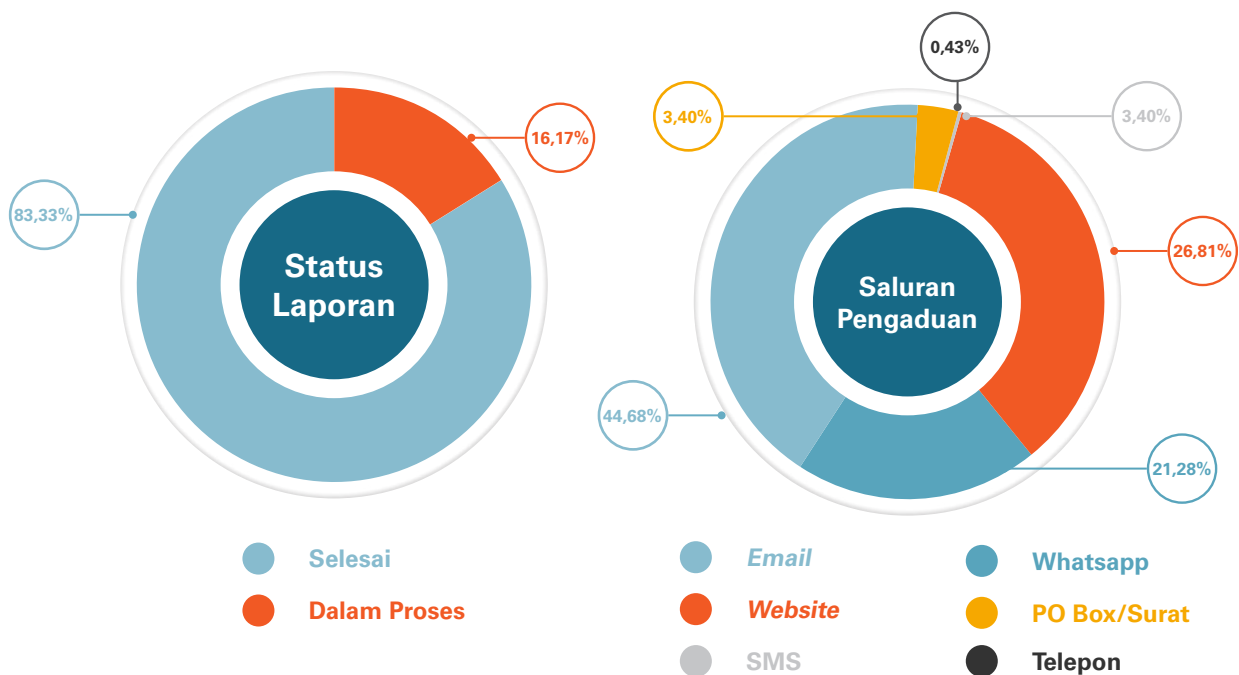 16,17%
83,33%
Status
Laporan
Selesai
Dalam Proses
0,43%
3,40%
3,40%
26,81%
Saluran
Pengaduan
44,68%
21,28%
Email
Website
SMS
Whatsapp
PO Box/Surat
Telepon